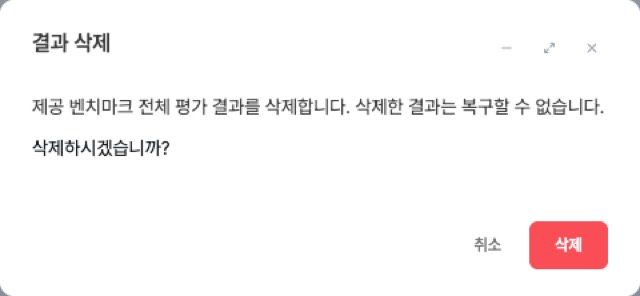 결과 삭제
제공 벤치마크 전체 평가 결과를 삭제합니다. 삭제한 결과는 복구할 수 없습니다.
삭제하시겠습니까?
취소
삭제